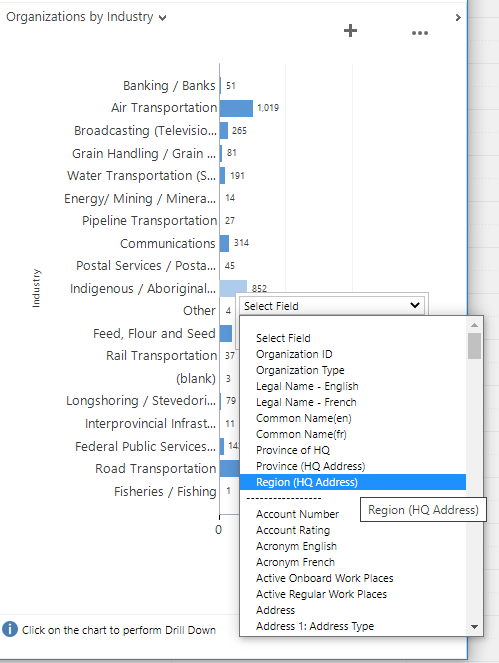 Organizations by Industry
Banking / Banks 51
Air Transportation 1,019
Broadcasting (Televisio... 265
Grain Handling / Grain ... 81
Water Transportation (S... 191
Energy/ Mining / Minera... 14
Pipeline Transportation 27
Communications 314
Postal Services / Posta... 45
Indigenous / Aboriginal... 852
Other 4
Feed, Flour and Seed
Rail Transportation 37
(blank) 3
Longshoring / Stevedori... 79
Interprovincial Infrast... 11
Federal Public Services...
Road Transportation
Fisheries / Fishing 1
0
Industry
Select Field
Select Field
Organization ID
Organization Type
Legal Name - English
Legal Name - French
Common Name(en)
Common Name(fr)
Province of HQ
Province (HQ Address)
Region (HQ Address)
-----------------
Region (HQ Address)
Account Number
Account Rating
Acronym English
Acronym French
Active Onboard Work Places
Active Regular Work Places
Address
Address 1: Address Type
Click on the chart to perform Drill Down